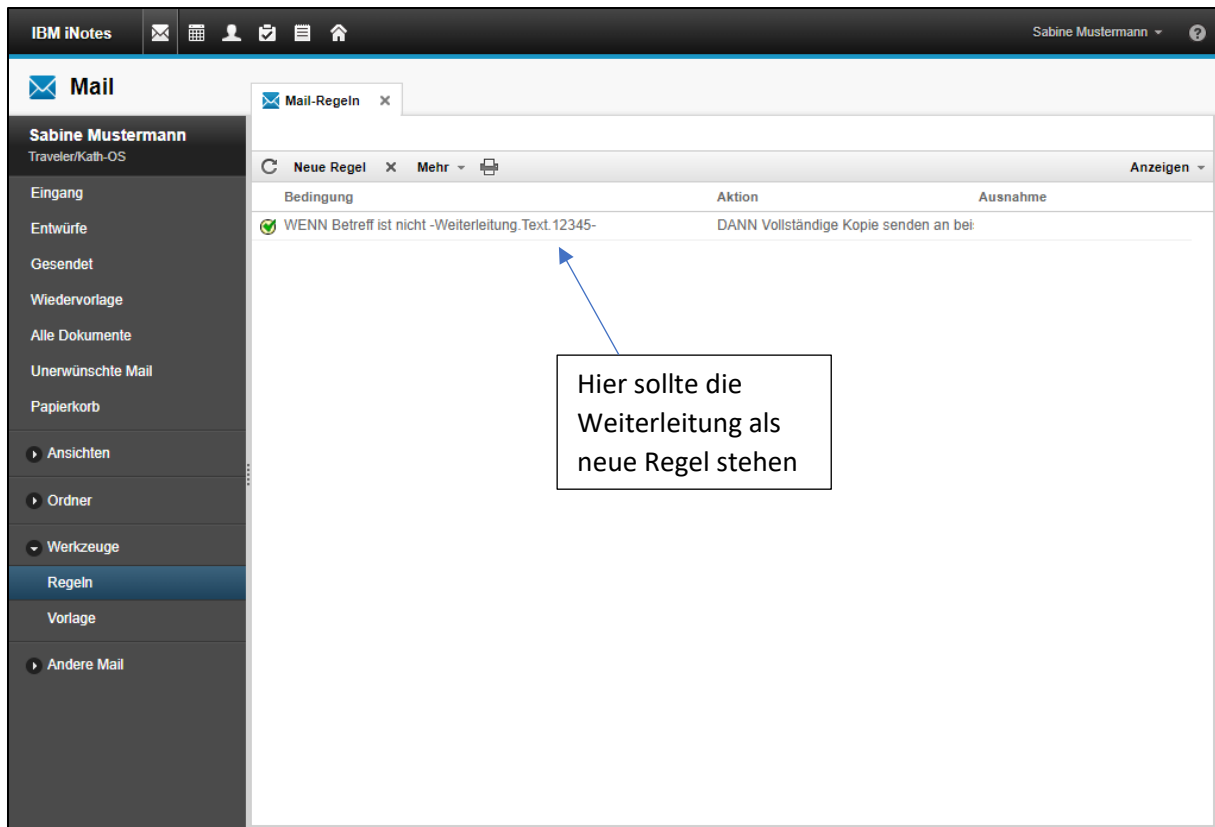 IBM iNotes
Sabine Mustermann
Mail
Mail-Regeln
Sabine Mustermann
Traveler/Kath-OS
Neue Regel Mehr Anzeigen
Bedingung Aktion Ausnahme
WENN Betreff ist nicht -Weiterleitung.Text.12345- DANN Vollständige Kopie senden an bei
Eingang
Entwürfe
Gesendet
Wiedervorlage
Alle Dokumente
Unerwünschte Mail
Papierkorb
Ansichten
Ordner
Werkzeuge
Regeln
Vorlage
Andere Mail
Hier sollte die
Weiterleitung als
neue Regel stehen